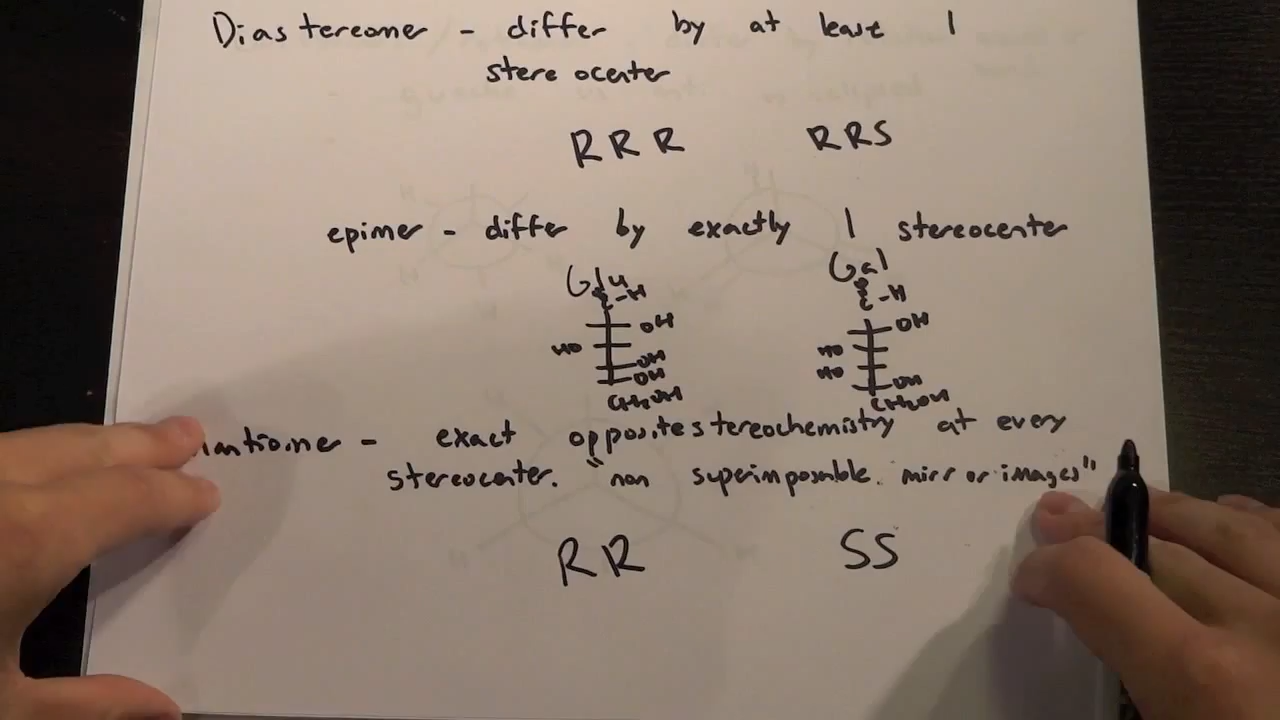 Diastereomer - differ by at least 1
stereocenter
RRR RRS
epimer - differ by exactly 1 stereocenter
Glu Gal
-H -H
OH OH
HO HO
OH HO
OH OH
CH₂OH CH₂OH
exact opposite stereochemistry at every
stereocenter. "non superimposable. mirror images"
RR SS